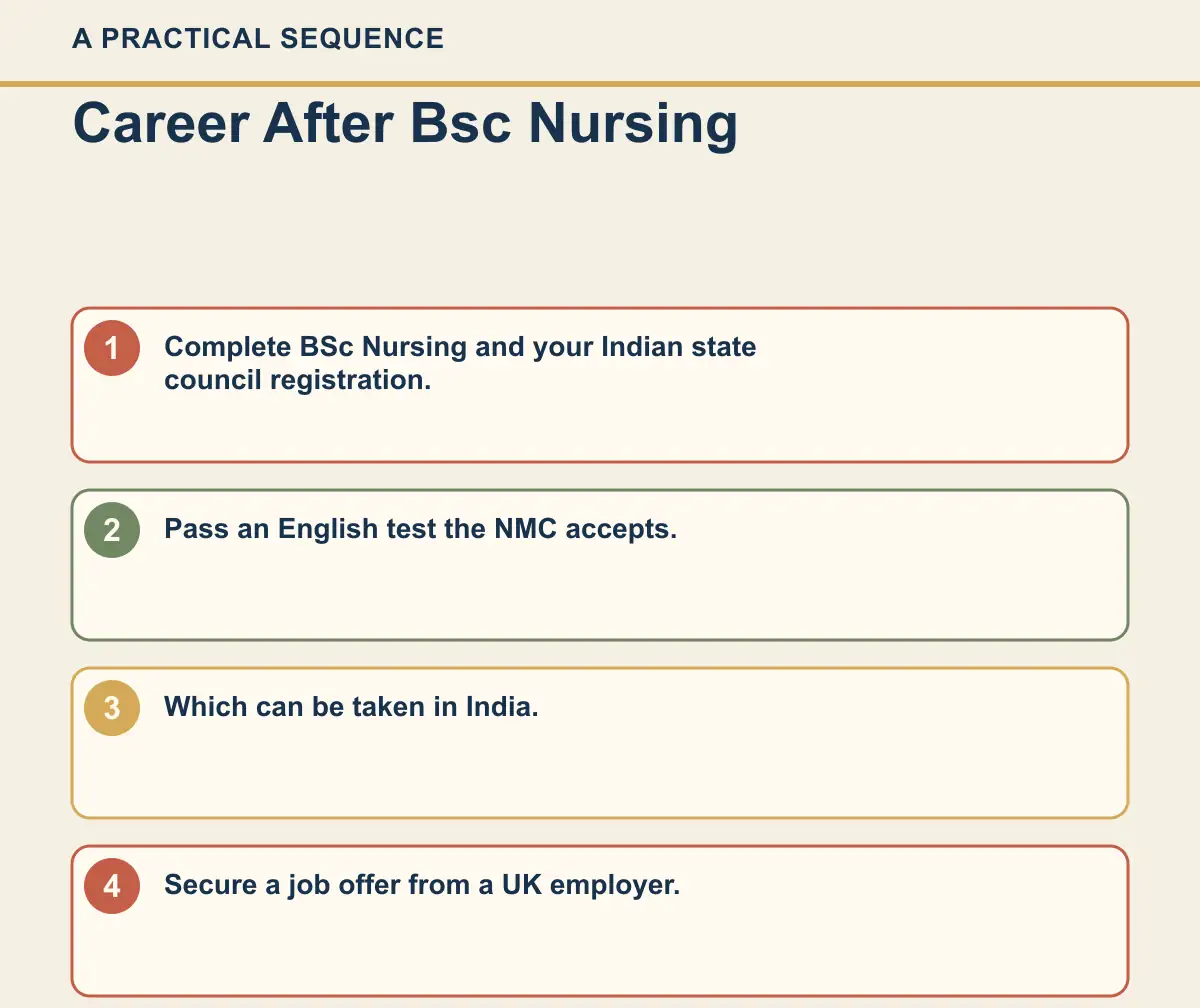 A PRACTICAL SEQUENCE
Career After Bsc Nursing
1
Complete BSc Nursing and your Indian state
council registration.
2
Pass an English test the NMC accepts.
3
Which can be taken in India.
4
Secure a job offer from a UK employer.